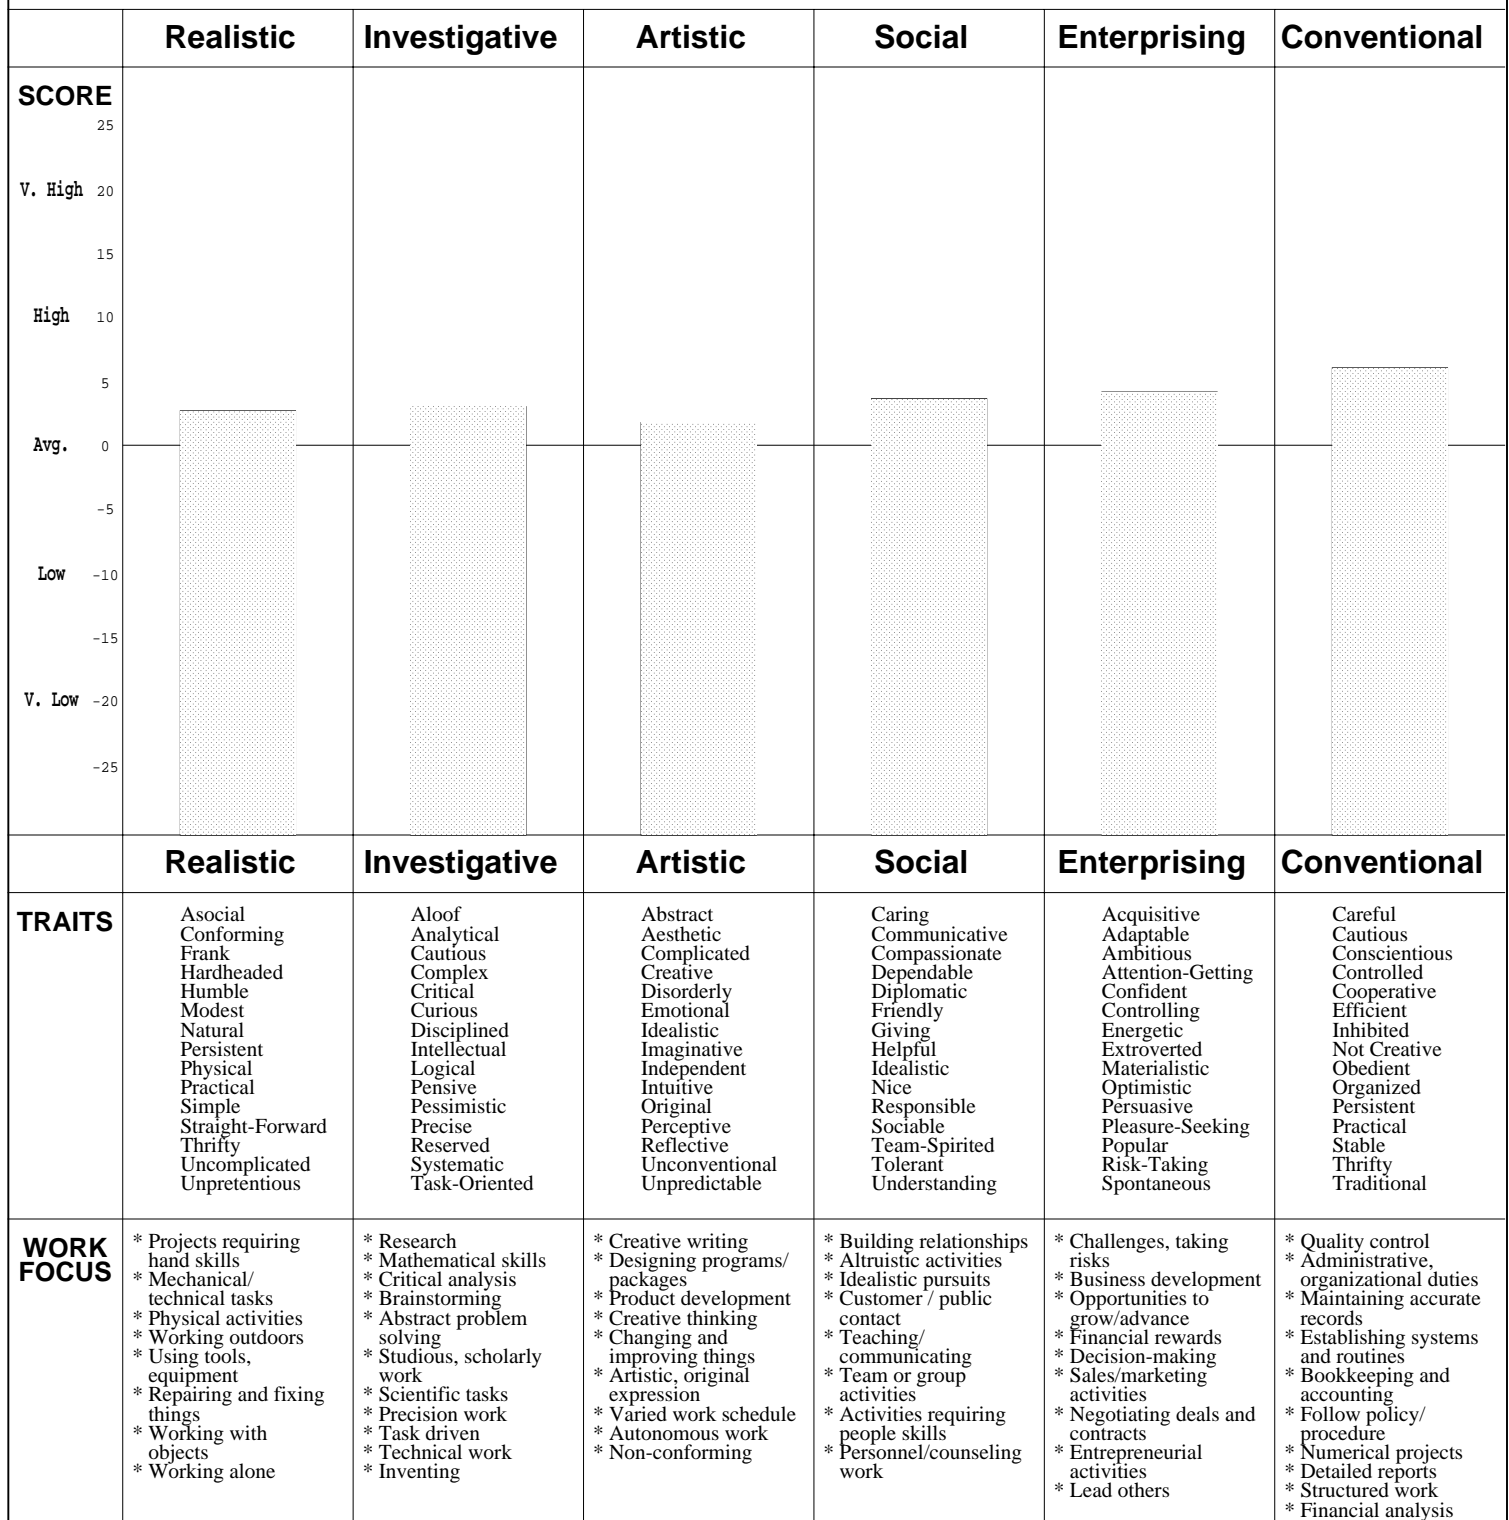 Realistic Investigative Artistic Social Enterprising Conventional
SCORE
25
V. High 20
15
High 10
5
Avg. 0
-5
Low -10
-15
V. Low -20
-25
Realistic Investigative Artistic Social Enterprising Conventional
TRAITS
Asocial
Conforming
Frank
Hardheaded
Humble
Modest
Natural
Persistent
Physical
Practical
Simple
Straight-Forward
Thrifty
Uncomplicated
Unpretentious
Aloof
Analytical
Cautious
Complex
Critical
Curious
Disciplined
Intellectual
Logical
Pensive
Pessimistic
Precise
Reserved
Systematic
Task-Oriented
Abstract
Aesthetic
Complicated
Creative
Disorderly
Emotional
Idealistic
Imaginative
Independent
Intuitive
Original
Perceptive
Reflective
Unconventional
Unpredictable
Caring
Communicative
Compassionate
Dependable
Diplomatic
Friendly
Giving
Helpful
Idealistic
Nice
Responsible
Sociable
Team-Spirited
Tolerant
Understanding
Acquisitive
Adaptable
Ambitious
Attention-Getting
Confident
Controlling
Energetic
Extroverted
Materialistic
Optimistic
Persuasive
Pleasure-Seeking
Popular
Risk-Taking
Spontaneous
Careful
Cautious
Conscientious
Controlled
Cooperative
Efficient
Inhibited
Not Creative
Obedient
Organized
Persistent
Practical
Stable
Thrifty
Traditional
WORK
FOCUS
* Projects requiring
hand skills
* Mechanical/
technical tasks
* Physical activities
* Working outdoors
* Using tools,
equipment
* Repairing and fixing
things
* Working with
objects
* Working alone
* Research
* Mathematical skills
* Critical analysis
* Brainstorming
* Abstract problem
solving
* Studious, scholarly
work
* Scientific tasks
* Precision work
* Task driven
* Technical work
* Inventing
* Creative writing
* Designing programs/
packages
* Product development
* Creative thinking
* Changing and
improving things
* Artistic, original
expression
* Varied work schedule
* Autonomous work
* Non-conforming
* Building relationships
* Altruistic activities
* Idealistic pursuits
* Customer / public
contact
* Teaching/
communicating
* Team or group
activities
* Activities requiring
people skills
* Personnel/counseling
work
* Challenges, taking
risks
* Business development
* Opportunities to
grow/advance
* Financial rewards
* Decision-making
* Sales/marketing
activities
* Negotiating deals and
contracts
* Entrepreneurial
activities
* Lead others
* Quality control
* Administrative,
organizational duties
* Maintaining accurate
records
* Establishing systems
and routines
* Bookkeeping and
accounting
* Follow policy/
procedure
* Numerical projects
* Detailed reports
* Structured work
* Financial analysis